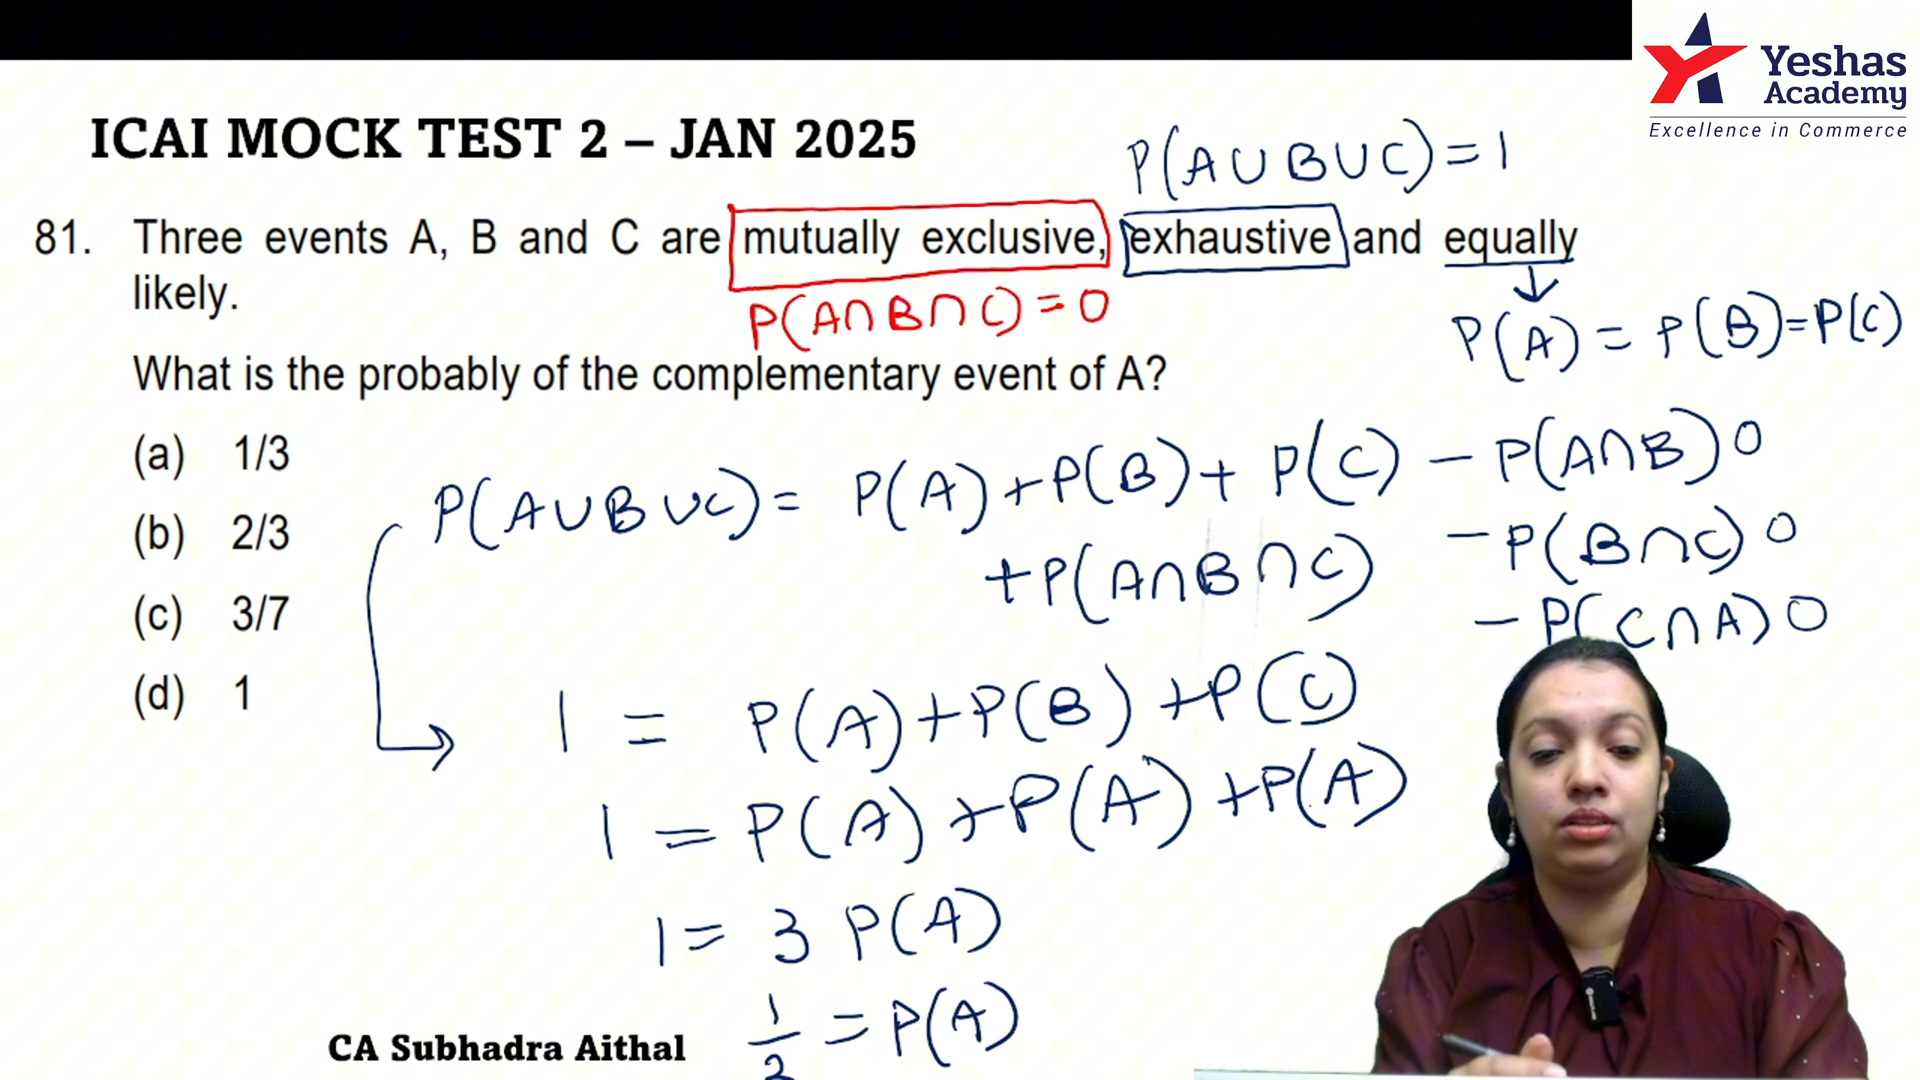 Yeshas
Academy
Excellence in Commerce
ICAI MOCK TEST 2 – JAN 2025
P(A∪B∪C)=1
81. Three events A, B and C are mutually exclusive, exhaustive and equally
likely.
P(A∩B∩C)=0
P(A) = P(B)=P(C)
What is the probably of the complementary event of A?
(a) 1/3
(b) 2/3
(c) 3/7
(d) 1
P(A∪B∪C)= P(A)+P(B)+ P(C) – P(A∩B) 0
+P(A∩B∩C) – P(B∩C) 0
– P(C∩A) 0
1 = P(A)+P(B)+P(C)
1 = P(A)+P(A)+P(A)
1= 3 P(A)
1/3 = P(A)
CA Subhadra Aithal